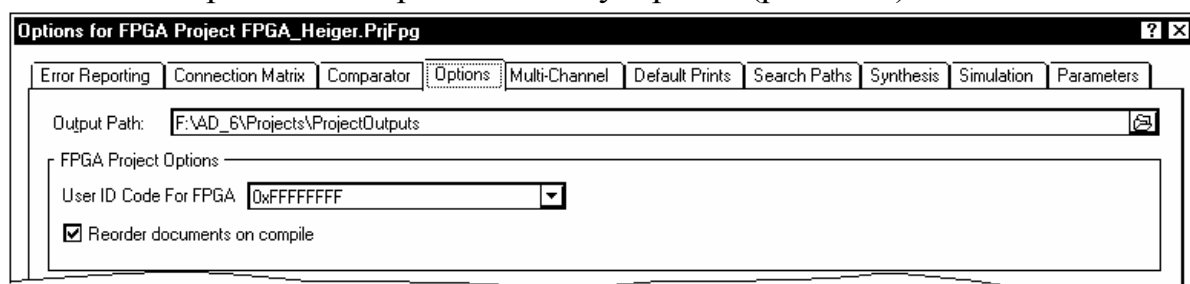 Options for FPGA Project FPGA_Heiger.PrjFpg
Error Reporting Connection Matrix Comparator Options Multi-Channel Default Prints Search Paths Synthesis Simulation Parameters
Output Path: F:\AD_6\Projects\ProjectOutputs
FPGA Project Options
User ID Code For FPGA 0xFFFFFFFF
Reorder documents on compile